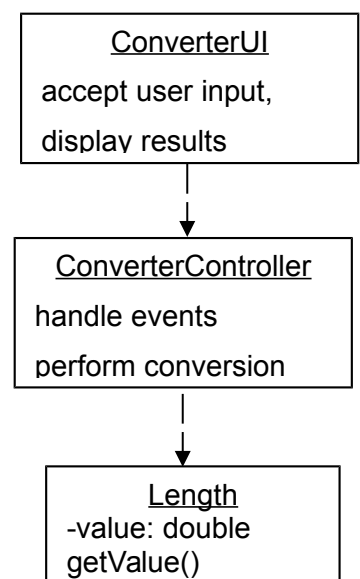 ConverterUI
accept user input,
display results
ConverterController
handle events
perform conversion
Length
-value: double
getValue()